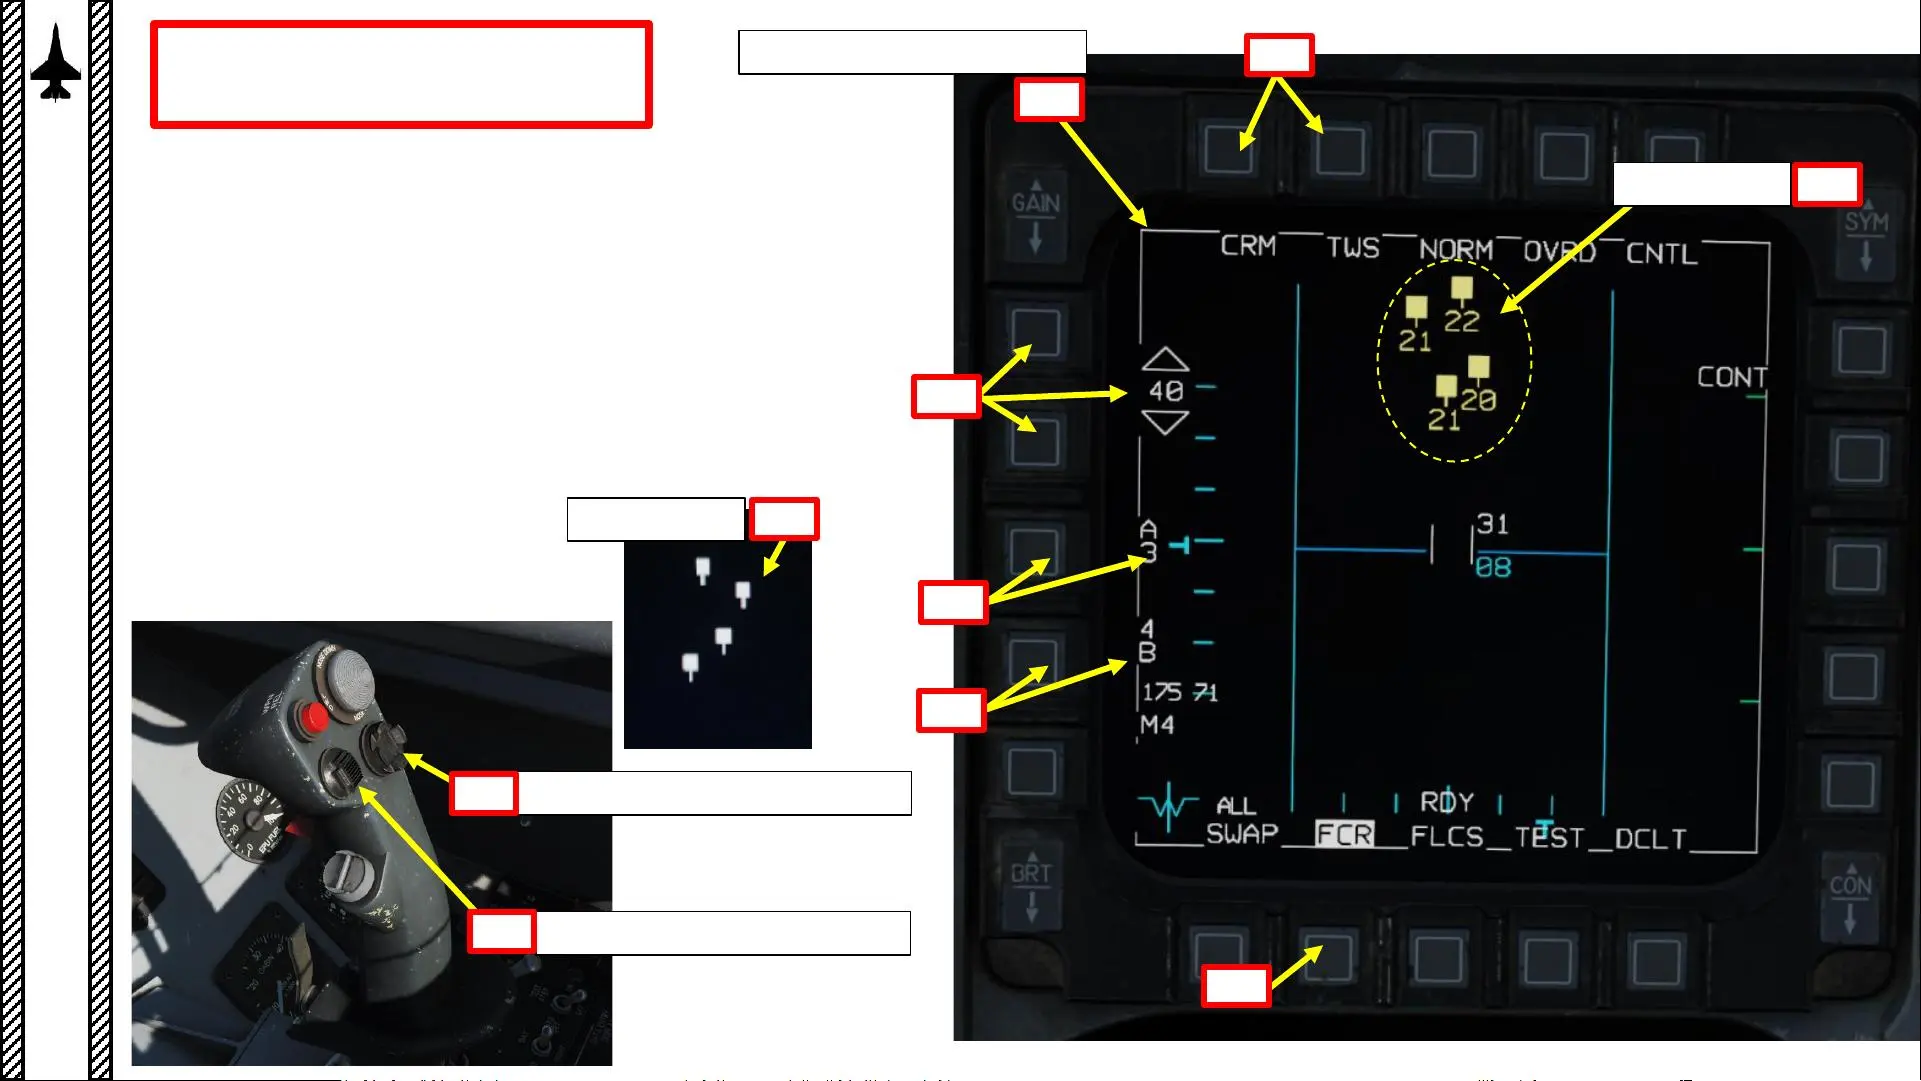 GAIN
SYM
CRM TWS NORM OVRD CNTL
22
21
40
20
21
CONT
A
3
31
08
4
B
175 71
M4
RDY
ALL
SWAP FCR FLCS TEST DCLT
BRT
CON